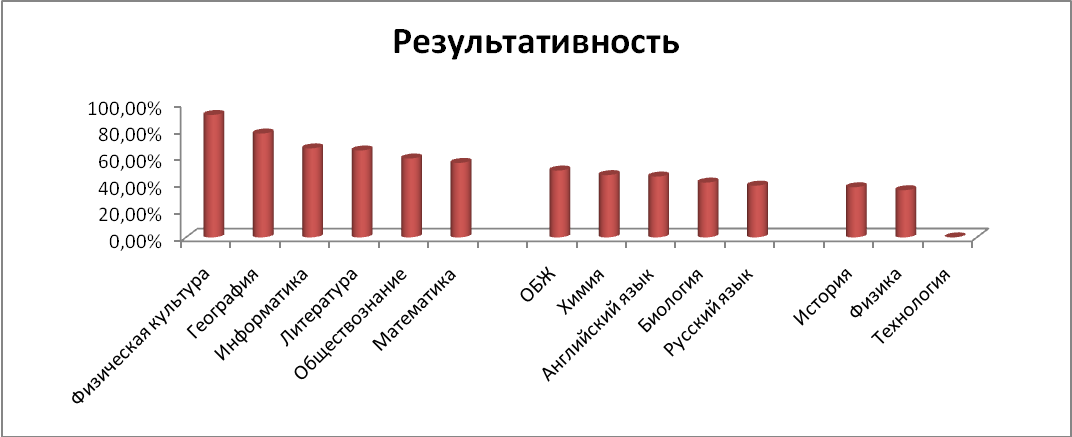 Результативность
100,00%
80,00%
60,00%
40,00%
20,00%
0,00%
Физическая культура
География
Информатика
Литература
Обществознание
Математика
ОБЖ
Химия
Английский язык
Биология
Русский язык
История
Физика
Технология